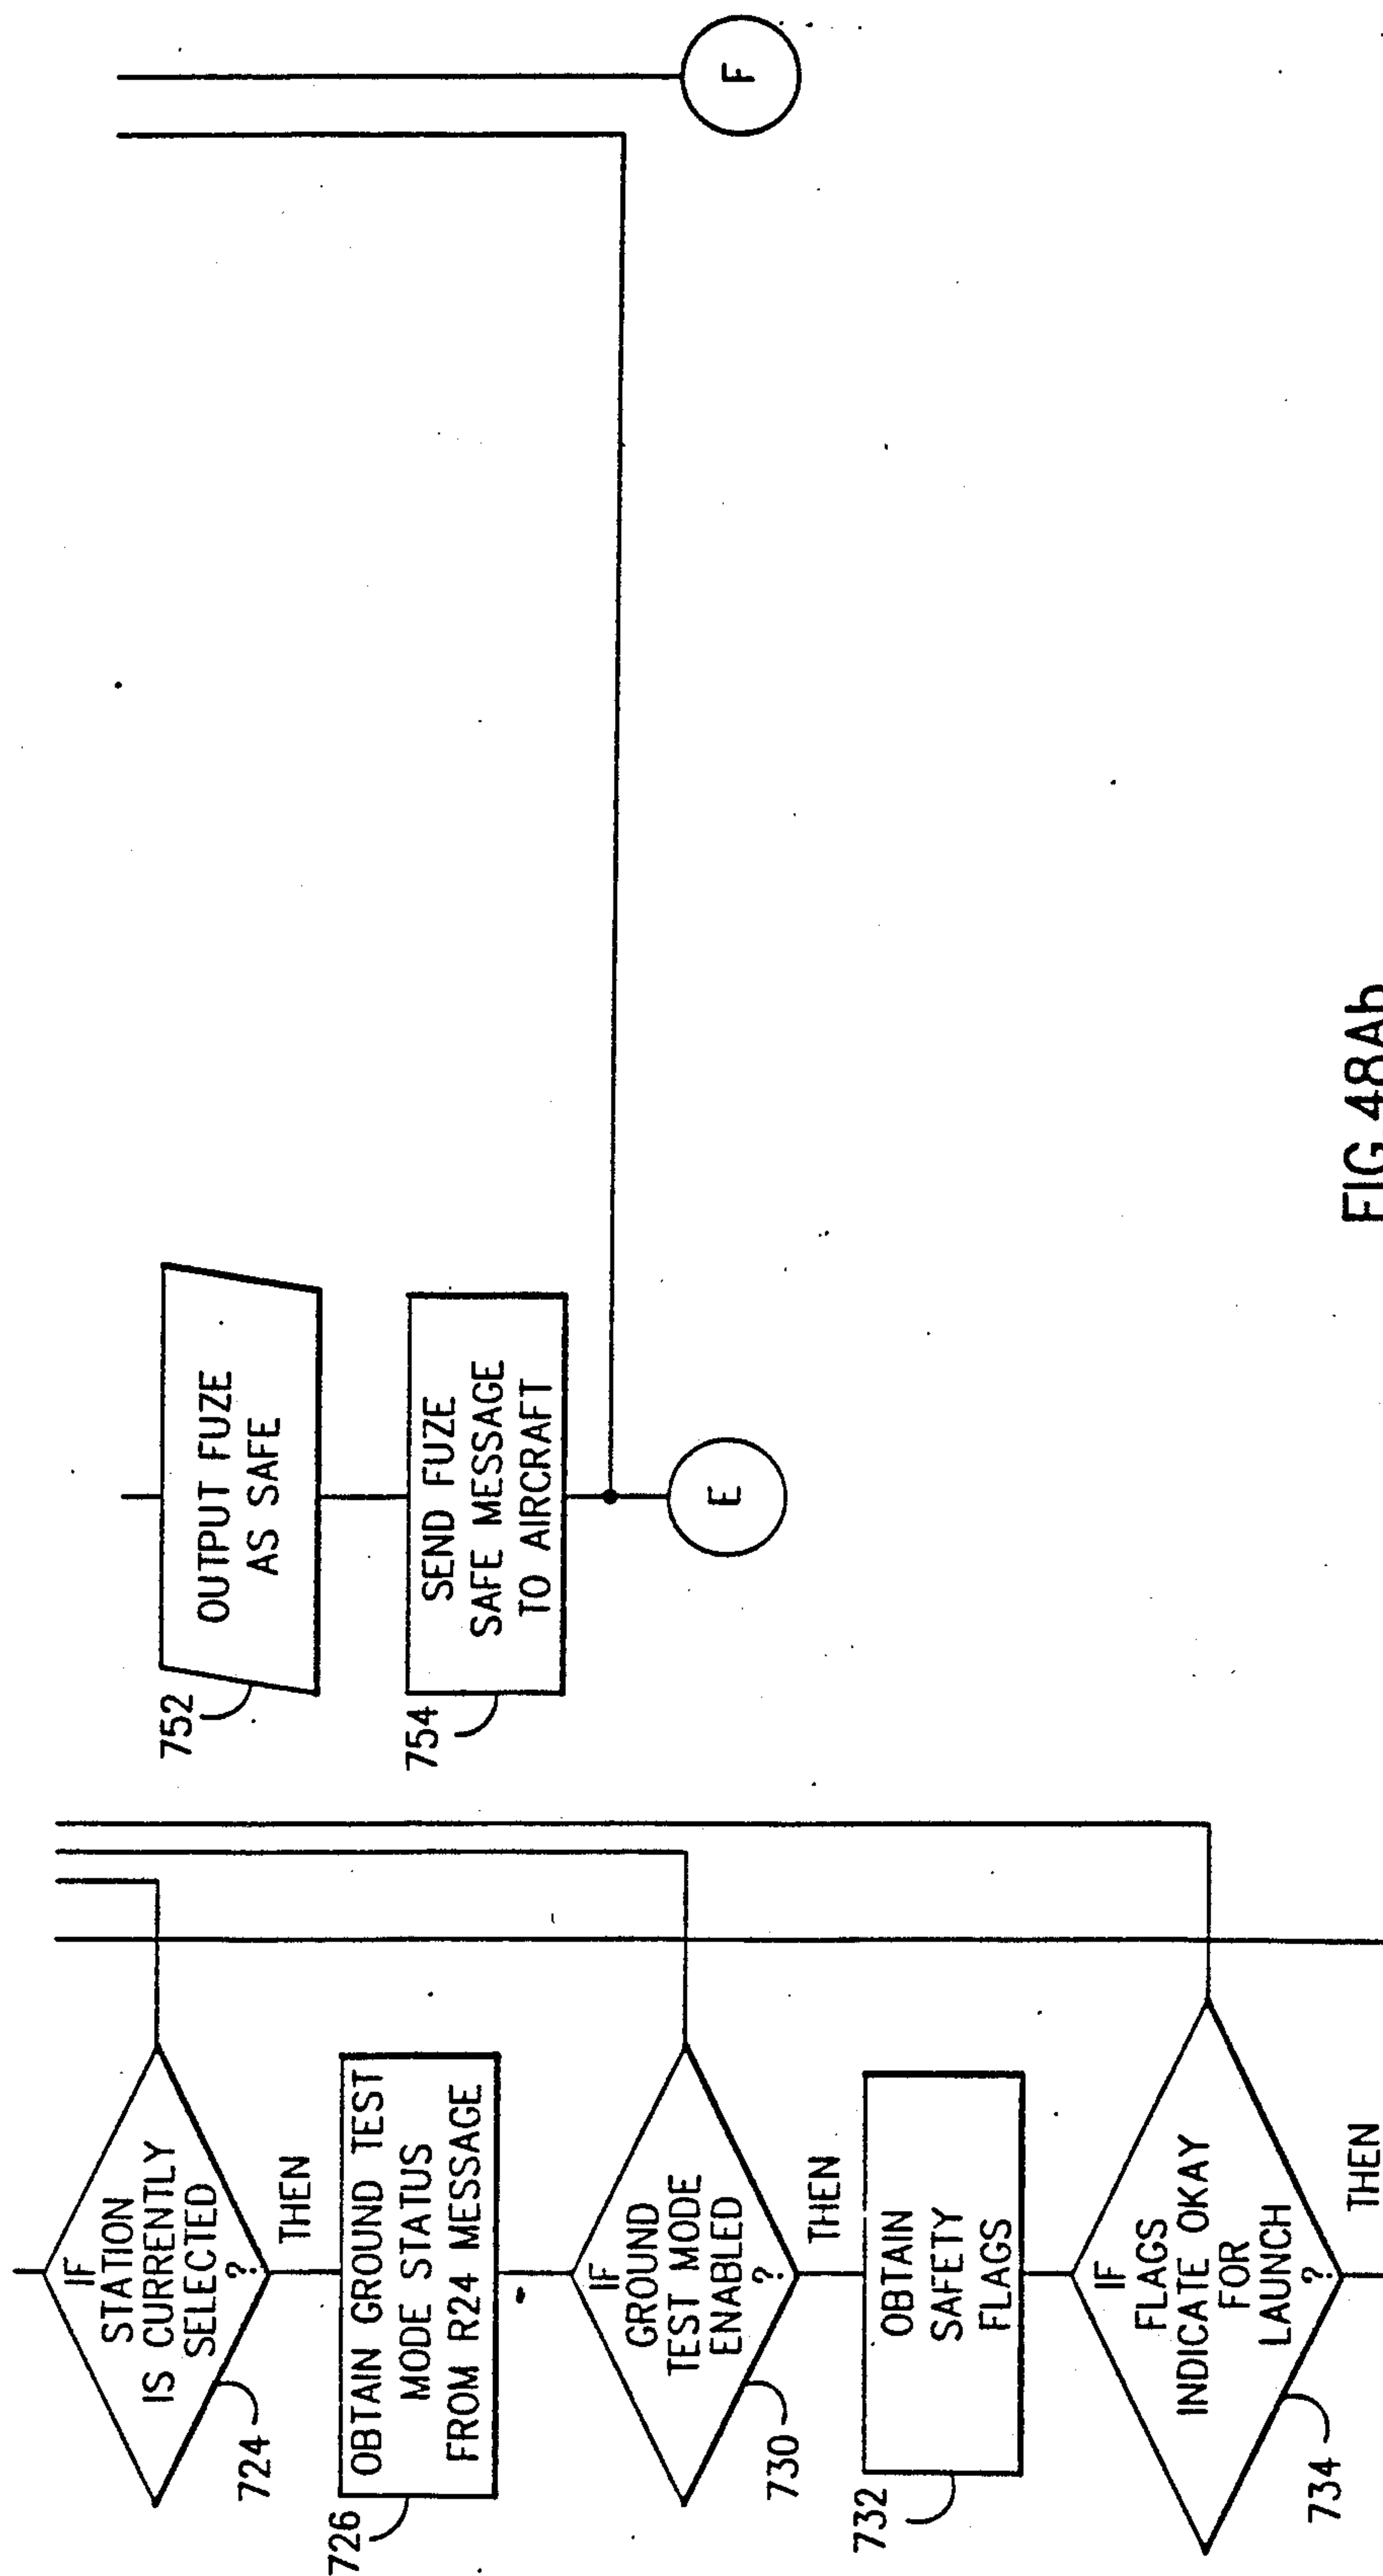 IF
STATION
IS CURRENTLY
SELECTED
?
724
THEN
OBTAIN GROUND TEST
MODE STATUS
FROM R24 MESSAGE
726
IF
GROUND
TEST MODE
ENABLED
?
730
THEN
OBTAIN
SAFETY
FLAGS
732
IF
FLAGS
INDICATE OKAY
FOR
LAUNCH
?
734
THEN
752
OUTPUT FUZE
AS SAFE
754
SEND FUZE
SAFE MESSAGE
TO AIRCRAFT
E
F
FIG.48Ab